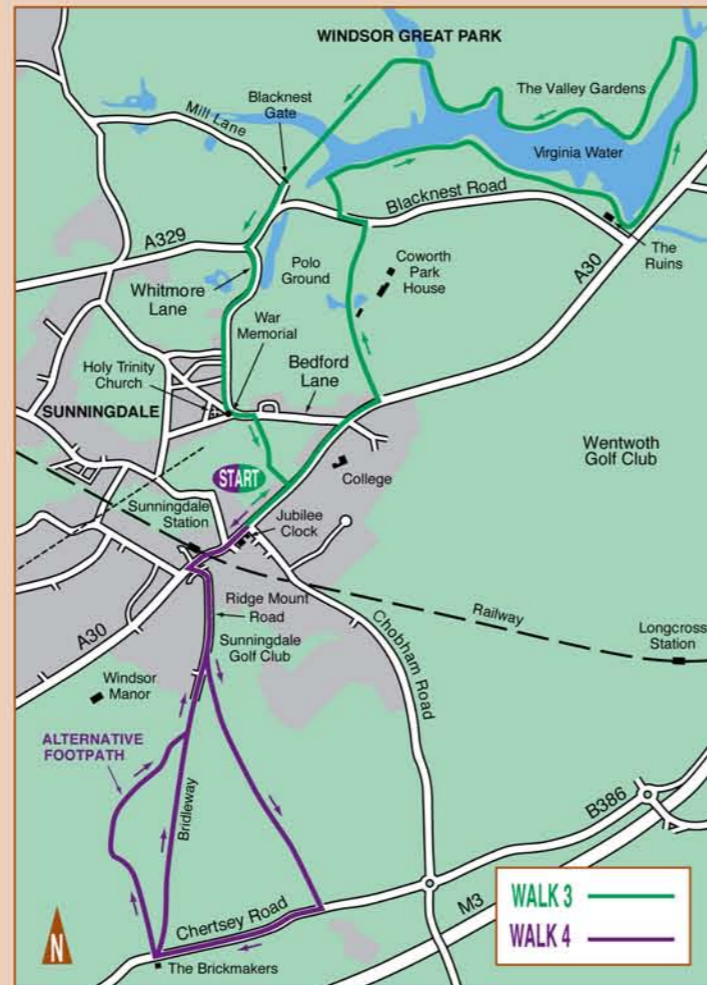 WINDSOR GREAT PARK
Blacknest
Gate
The Valley Gardens
Mill Lane
Virginia Water
Blacknest Road
A329
The
Ruins
A30
Polo
Ground
Coworth
Park
House
Whitmore
Lane
War
Memorial
Holy Trinity
Church
Bedford
Lane
SUNNINGDALE
Wentwoth
Golf Club
START
College
Sunningdale
Station
Jubilee
Clock
Ridge Mount
Road
Railway
Longcross
Station
A30
Sunningdale
Golf Club
Chobham Road
Windsor
Manor
ALTERNATIVE
FOOTPATH
Bridleway
B386
M3
Chertsey Road
WALK 3
WALK 4
N
The Brickmakers